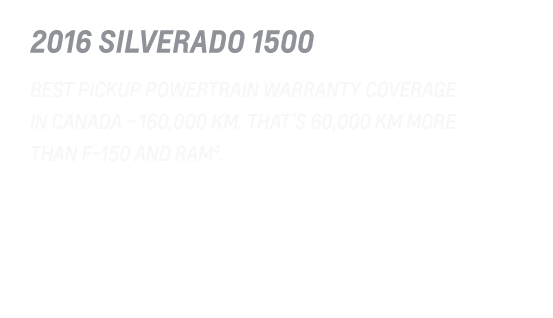 2016 SILVERADO 1500
BEST PICKUP POWERTRAIN WARRANTY COVERAGE
IN CANADA - 160,000 KM. THAT'S 60,000 KM MORE
THAN F-150 AND RAM².